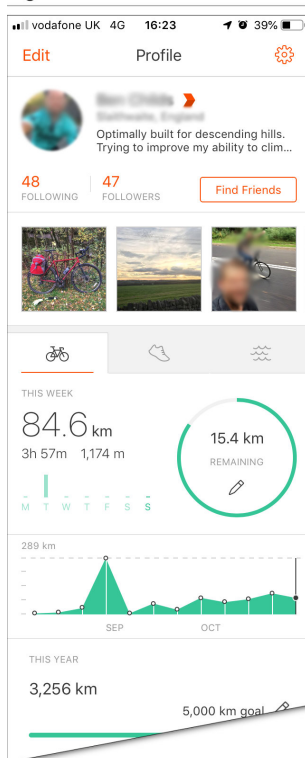 vodafone UK 4G 16:23 39%
Edit Profile
Optimally built for descending hills.
Trying to improve my ability to clim...
48 47 Find Friends
FOLLOWING FOLLOWERS
THIS WEEK
84.6 km
3h 57m 1,174 m
15.4 km
REMAINING
M T W T F S S
289 km
SEP OCT
THIS YEAR
3,256 km
5,000 km goal